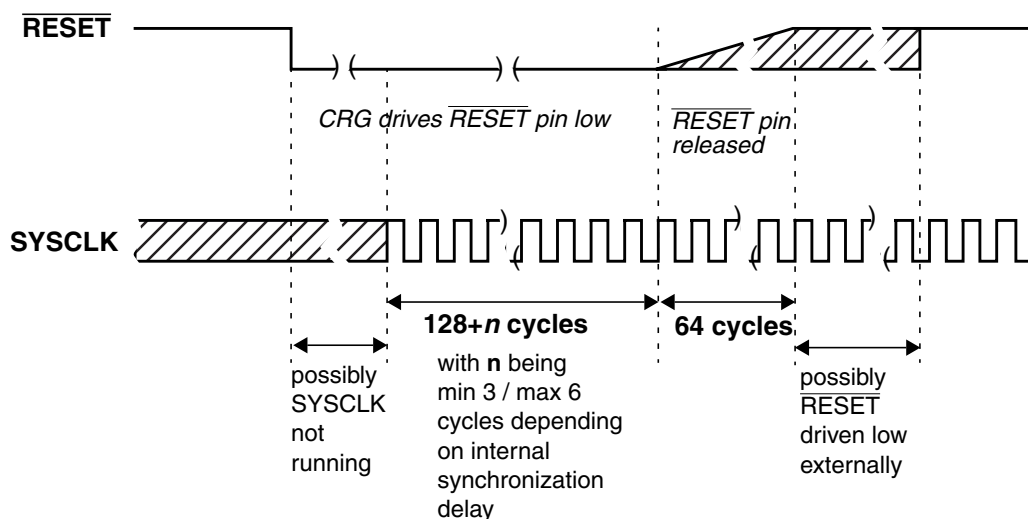 RESET
CRG drives RESET pin low
RESET pin
released
SYSCLK
128+n cycles
with n being
min 3 / max 6
cycles depending
on internal
synchronization
delay
64 cycles
possibly
SYSCLK
not
running
possibly
RESET
driven low
externally